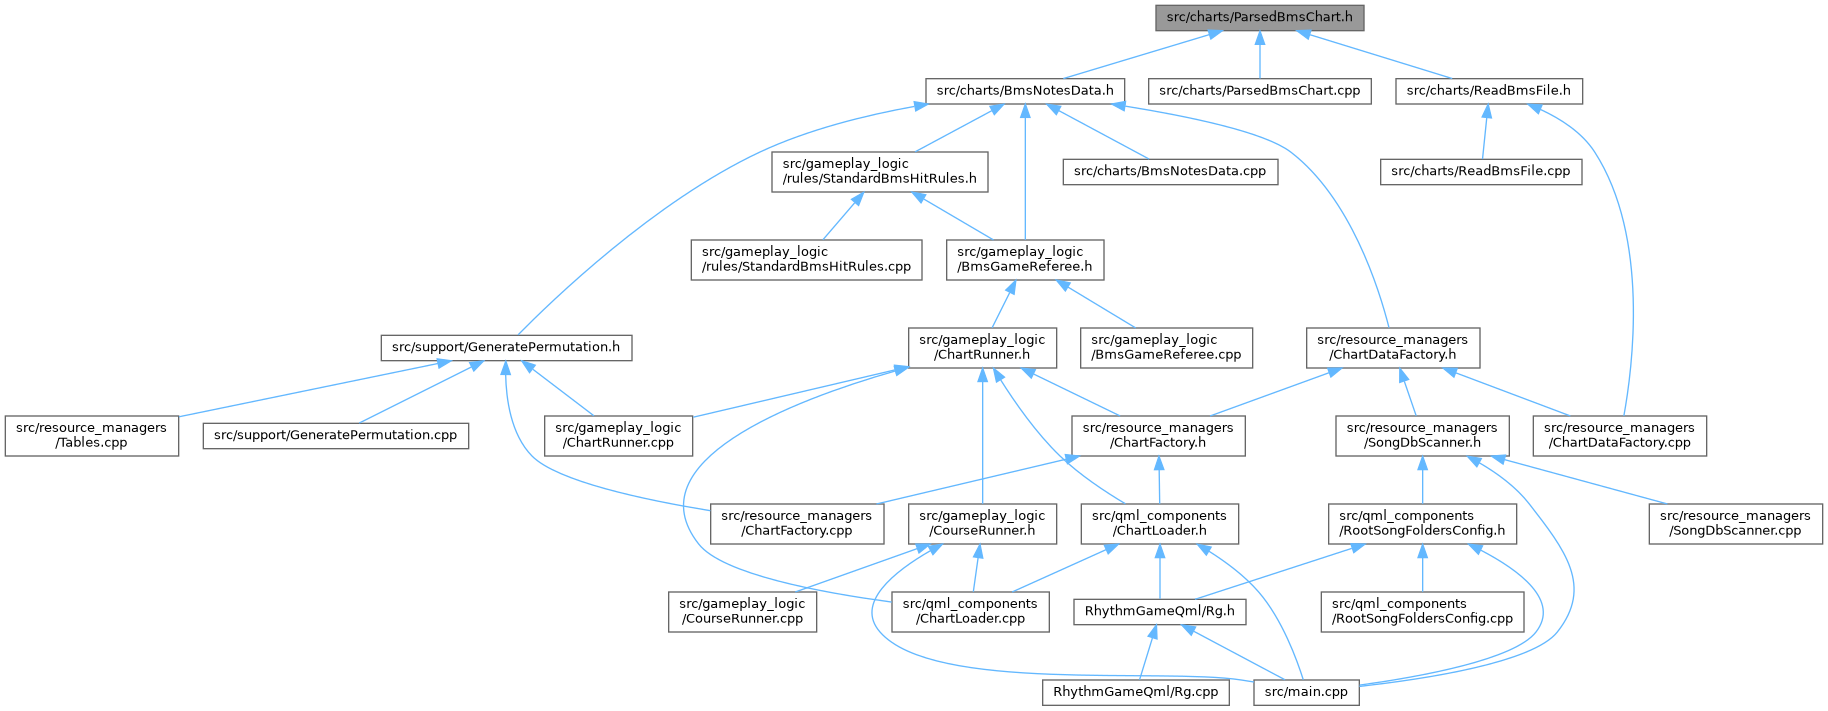 src/charts/ParsedBmsChart.h
src/charts/BmsNotesData.h
src/charts/ParsedBmsChart.cpp
src/charts/ReadBmsFile.h
src/gameplay_logic
/rules/StandardBmsHitRules.h
src/charts/BmsNotesData.cpp
src/charts/ReadBmsFile.cpp
src/gameplay_logic
/rules/StandardBmsHitRules.cpp
src/gameplay_logic
/BmsGameReferee.h
src/support/GeneratePermutation.h
src/gameplay_logic
/ChartRunner.h
src/gameplay_logic
/BmsGameReferee.cpp
src/resource_managers
/ChartDataFactory.h
src/resource_managers
/Tables.cpp
src/support/GeneratePermutation.cpp
src/gameplay_logic
/ChartRunner.cpp
src/resource_managers
/ChartFactory.h
src/resource_managers
/SongDbScanner.h
src/resource_managers
/ChartDataFactory.cpp
src/resource_managers
/ChartFactory.cpp
src/gameplay_logic
/CourseRunner.h
src/qml_components
/ChartLoader.h
src/qml_components
/RootSongFoldersConfig.h
src/resource_managers
/SongDbScanner.cpp
src/gameplay_logic
/CourseRunner.cpp
src/qml_components
/ChartLoader.cpp
RhythmGameQml/Rg.h
src/qml_components
/RootSongFoldersConfig.cpp
RhythmGameQml/Rg.cpp
src/main.cpp